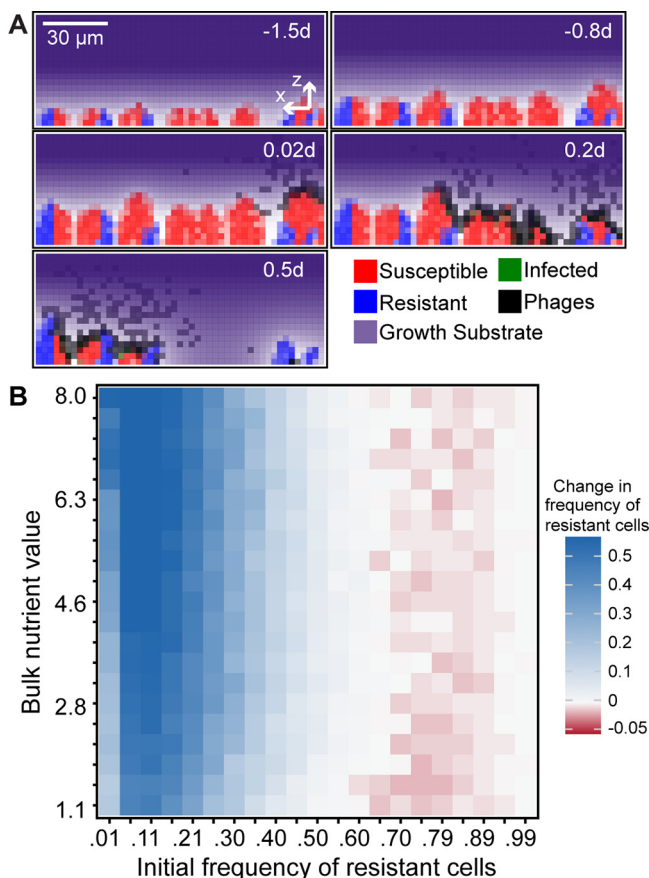 A
30 µm
-1.5d
z
x
-0.8d
0.02d
0.2d
0.5d
Susceptible
Infected
Resistant
Phages
Growth Substrate
B
Bulk nutrient value
8.0
6.3
4.6
2.8
1.1
.01 .11 .21 .30 .40 .50 .60 .70 .79 .89 .99
Initial frequency of resistant cells
Change in
frequency of
resistant cells
0.5
0.4
0.3
0.2
0.1
0
-0.05